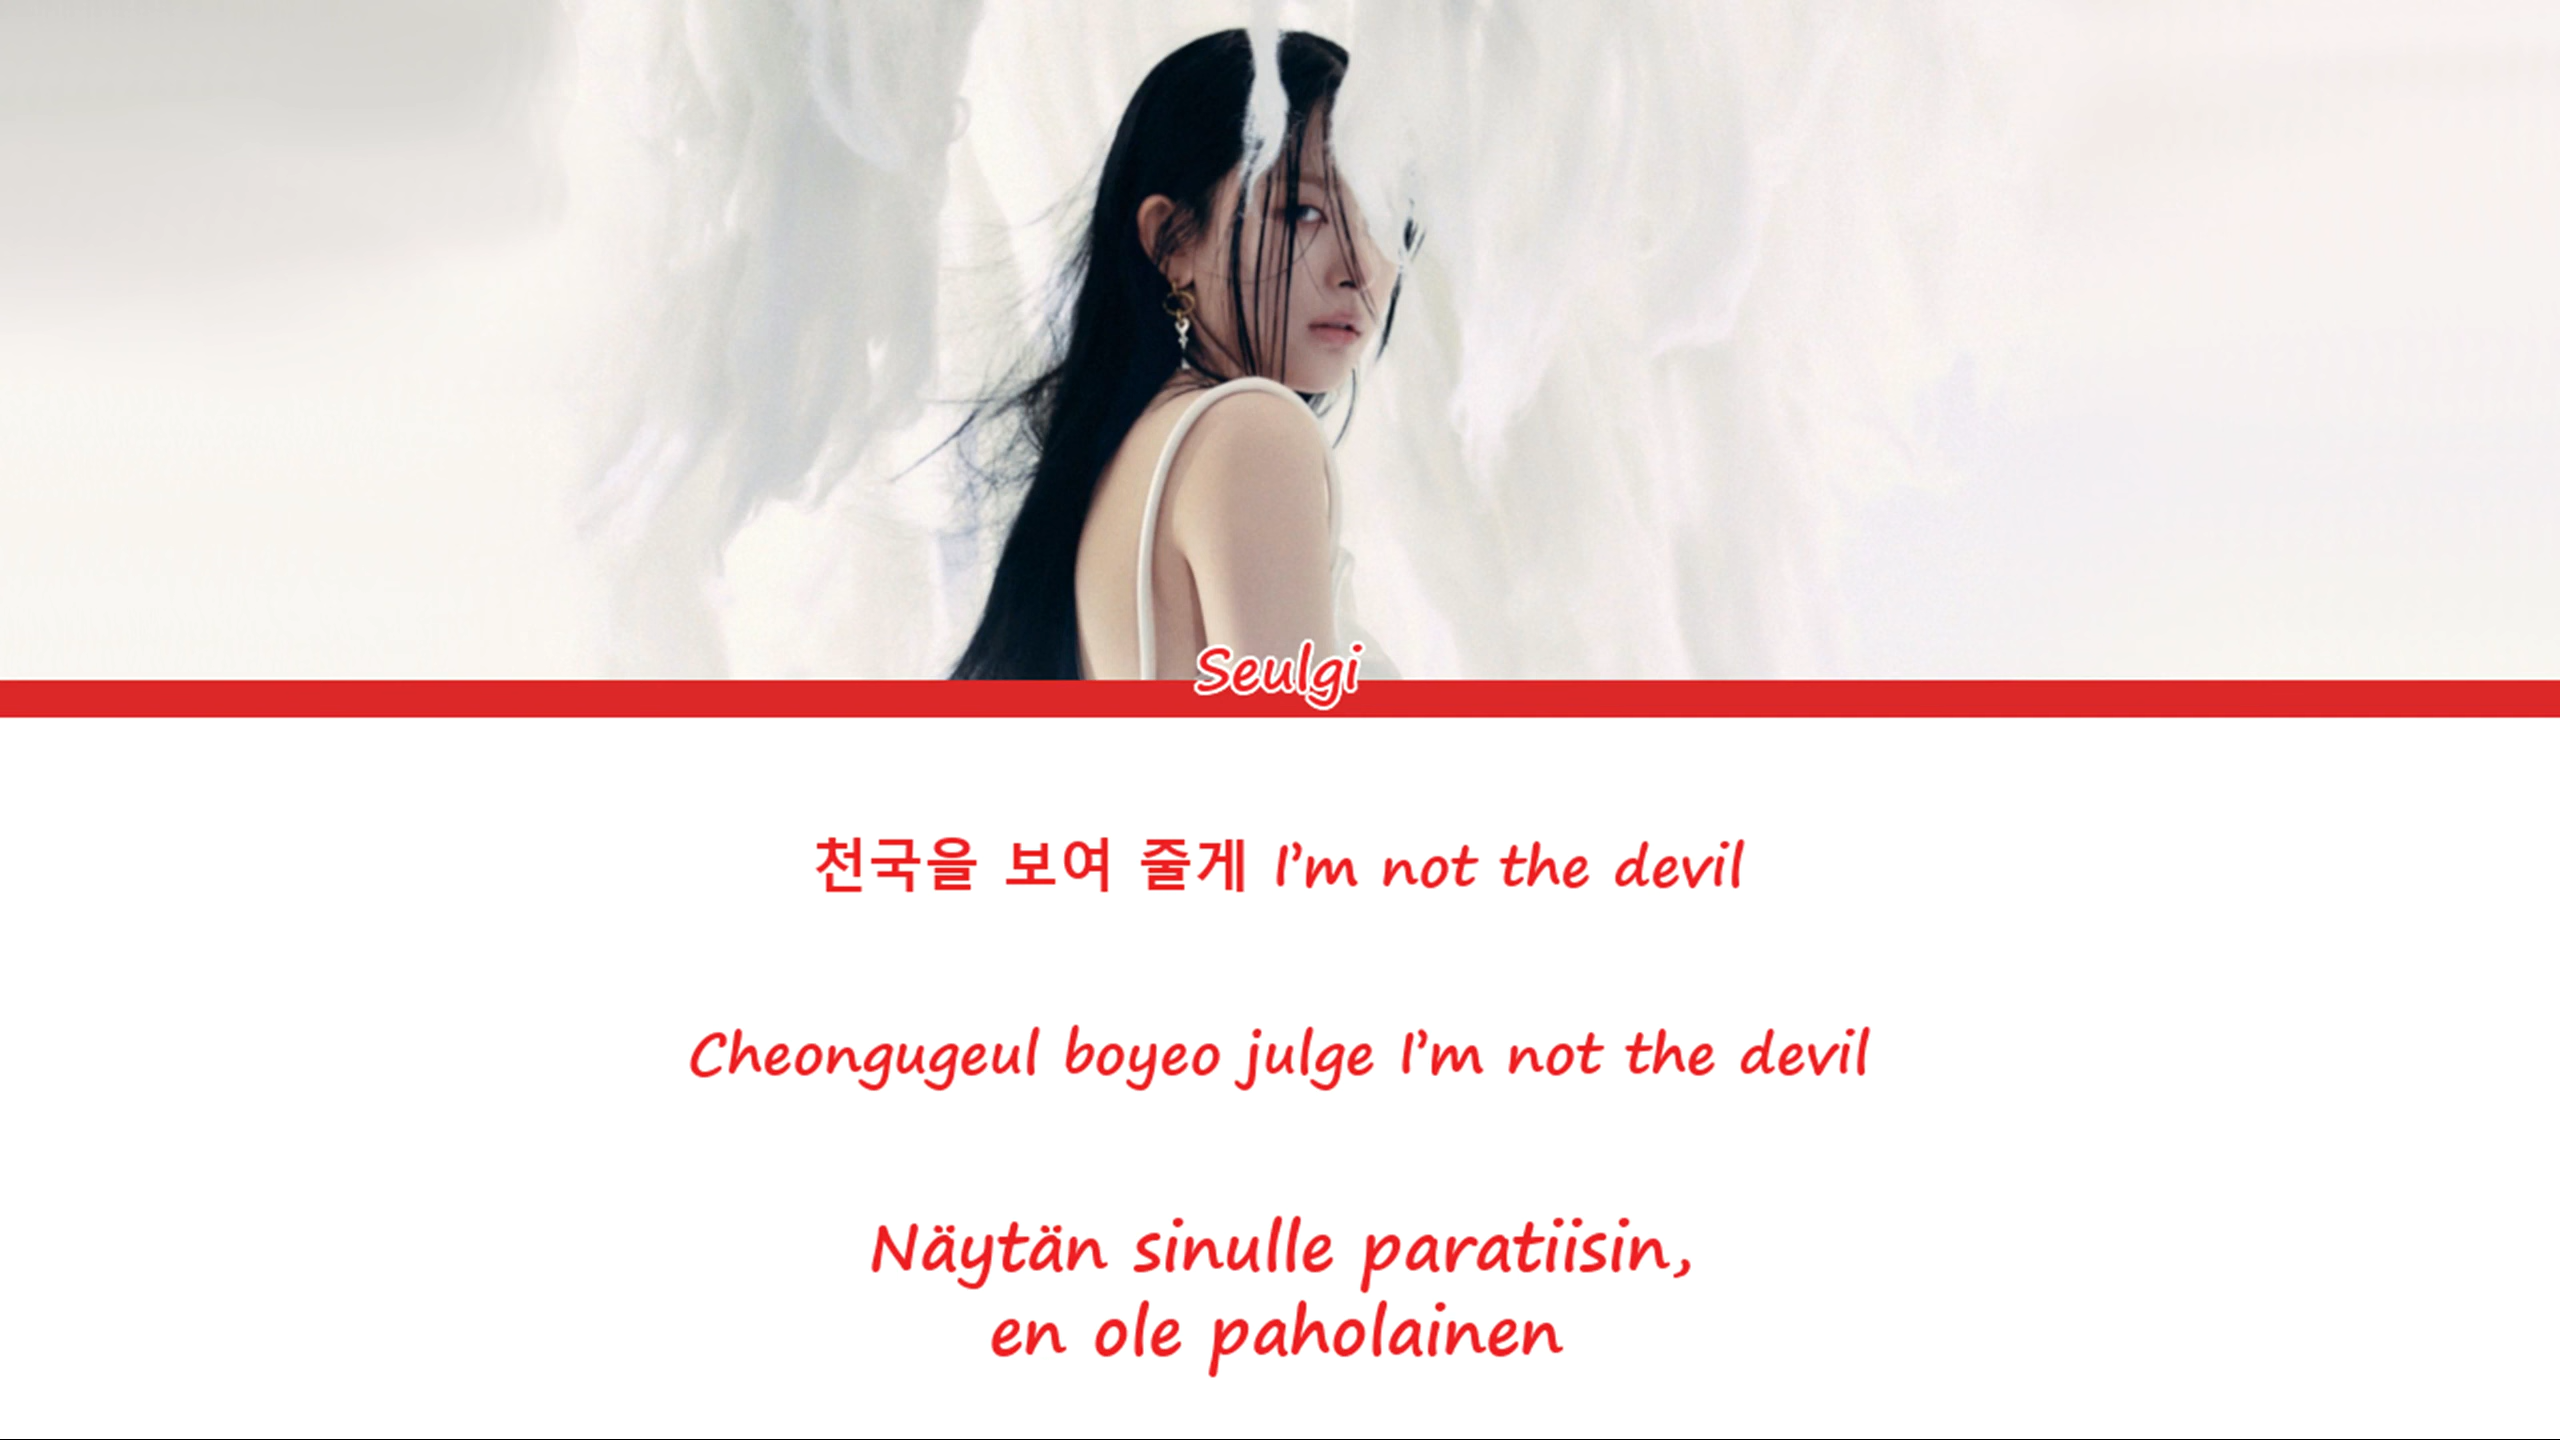 Seulgi
천국을 보여 줄게 I'm not the devil
Cheongugeul boyeo julge I'm not the devil
Näytän sinulle paratiisin,
en ole paholainen